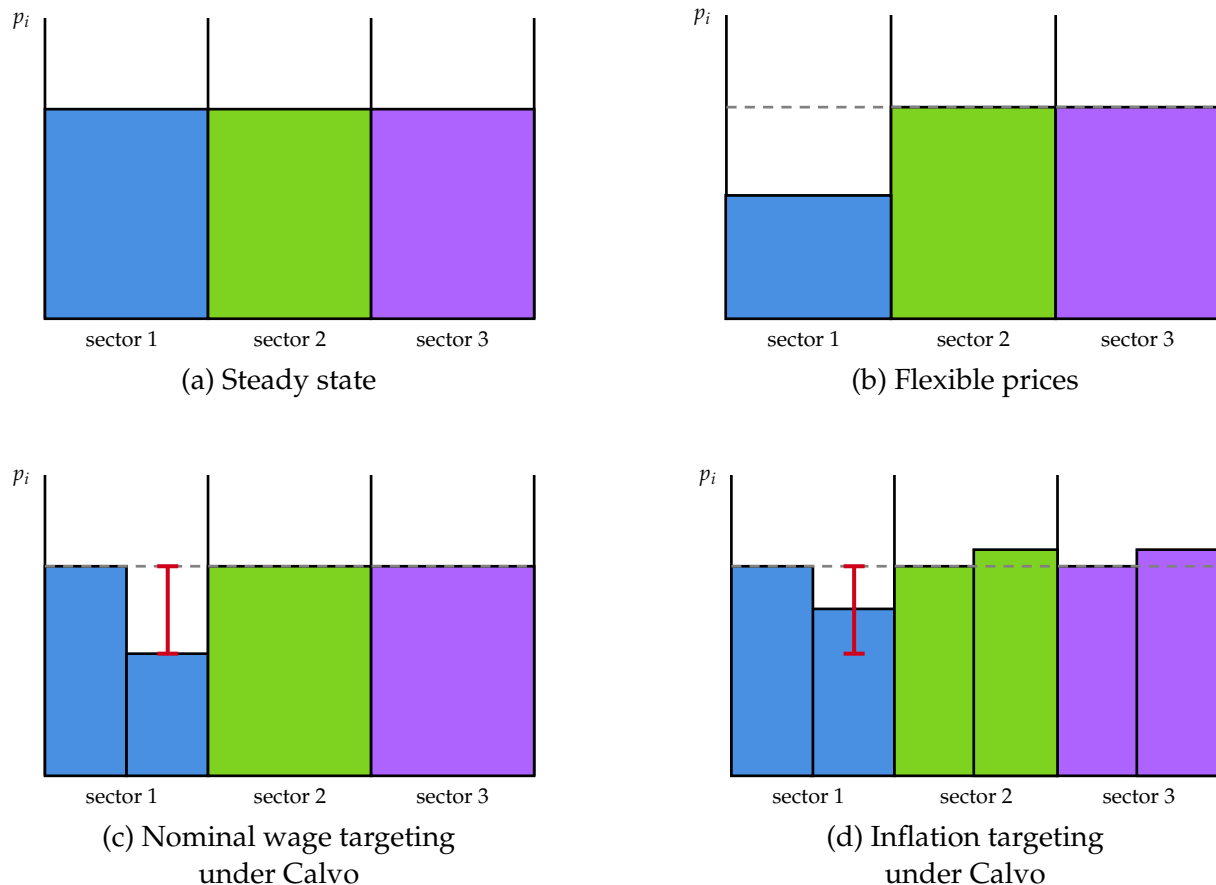 p_i
sector 1 sector 2 sector 3
(a) Steady state
p_i
sector 1 sector 2 sector 3
(b) Flexible prices
p_i
sector 1 sector 2 sector 3
(c) Nominal wage targeting
under Calvo
p_i
sector 1 sector 2 sector 3
(d) Inflation targeting
under Calvo